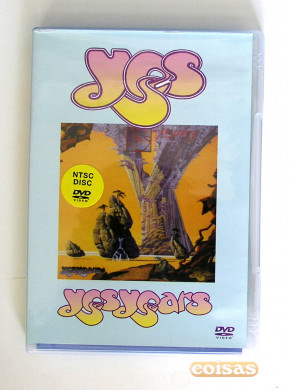 yes
NTSC
DISC
DVD
VIDEO
yesyears
DVD
VIDEO
coisas